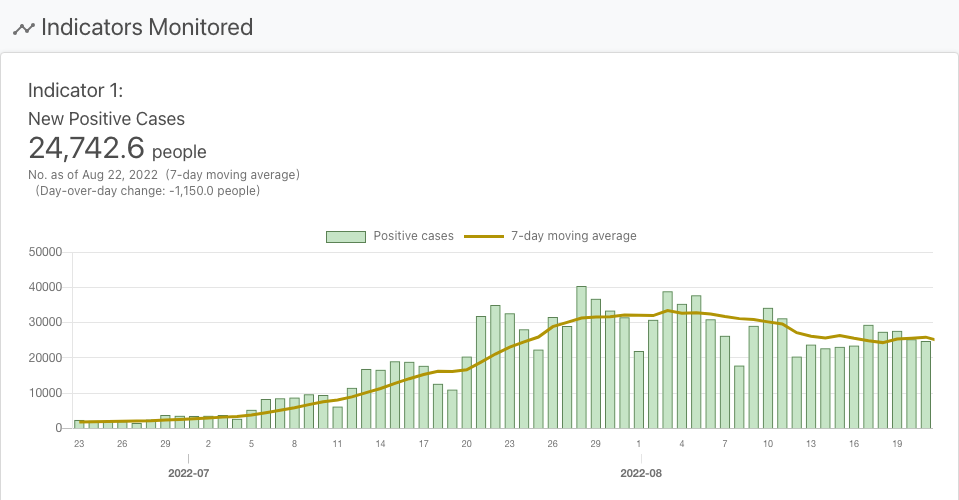 Indicators Monitored
Indicator 1:
New Positive Cases
24,742.6 people
No. as of Aug 22, 2022 (7-day moving average)
(Day-over-day change: -1,150.0 people)
Positive cases 7-day moving average
50000
40000
30000
20000
10000
0
23 26 29 2 5 8 11 14 17 20 23 26 29 1 4 7 10 13 16 19
2022-07 2022-08